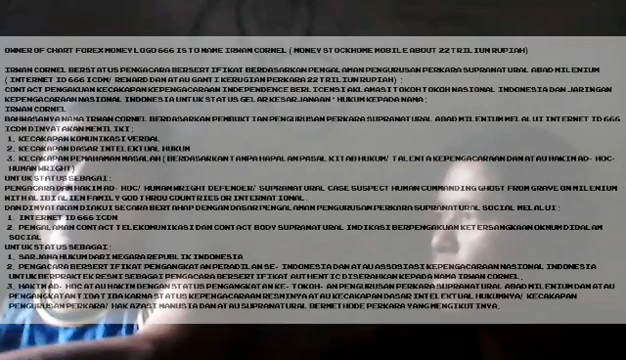 OWNER OF CHART FOREX MONEY LOGO 666 IS TO NAME IRWAN CORNEL ( MONEY STOCKHOME MOBILE ABOUT 22 TRILIUN RUPIAH)
IRWAN CORNEL BERSTATUS PENGACARA BERSERTIFIKAT BERDASARKAN PENGALAMAN PENGURUSAN PERKARA SUPRANATURAL ABAD MILENIUM
( INTERNET ID 666 ICDM/ REWARD DAN ATAU GANTI KERUGIAN PERKARA 22 TRILIUN RUPIAH) ;
CONTACT PENGAKUAN KECAKAPAN KEPENGACARAAN INDEPENDENCE BERLICENSI AKLAMASI TOKOH TOKOH NASIONAL INDONESIA DAN JARINGAN
KEPENGACARAAN NASIONAL INDONESIA UNTUK STATUS GELAR KESARJANAAN " HUKUM KEPADA NAMA ;
IRWAN CORNEL
BAHWASANYA NAMA IRWAN CORNEL BERDASARKAN PEMBUKTIAN PENGURUSAN PERKARA SUPRANATURAL ABAD MILENIUM MELALUI INTERNET ID 666
ICDM DINYATAKAN MEMILIKI :
1. KECAKAPAN KOMUNIKASI VERBAL
2. KECAKAPAN DASAR INTELEKTUAL HUKUM
3. KECAKAPAN PEMAHAMAN MASALAH ( BERDASARKAN TANPA HAPALAN PASAL KITAB HUKUM/ TALENTA KEPENGACARAAN DAN ATAU HAKIM AD- HOC-
HUMAN WRIGHT)
UNTUK STATUS SEBAGAI :
PENGACARA DAN HAKIM AD- HOC/ HUMAN WRIGHT DEFENDER/ SUPRANATURAL CASE SUSPECT HUMAN COMMANDING GHOST FROM GRAVE ON MILENIUM
WITH ALIBI ALIEN FAMILY GOD THROU COUNTRIES OR INTERNATIONAL.
DAN DINYATAKAN DIAKUI SECARA BERTAHAP DENGAN DASAR PENGALAMAN PENGURUSAN PERKARA SUPRANATURAL SOCIAL MELALUI :
1. INTERNET ID 666 ICDM
2. PENGALAMAN CONTACT TELEKOMUNIKASI DAN CONTACT BODY SUPRANATURAL INDIKASI BERPENGAKUAN KETERSANGKAAN OKNUM DIDALAM
SOCIAL
UNTUK STATUS SEBAGAI :
1. SARJANA HUKUM DARI NEGARA REPUBLIK INDONESIA
2. PENGACARA BERSERTIFIKAT PENGANGKATAN PERADILAN SE- INDONESIA DAN ATAU ASSOSIASI KEPENGACARAAN NASIONAL INDONESIA
UNTUK BERPRAKTEK RESMI SEBAGAI PENGACARA BERSERTIFIKAT AUTHENTIC DISERAHKAN KEPADA NAMA IRWAN CORNEL.
3. HAKIM AD- HOC ATAU HAKIM DENGAN STATUS PENGANGKATAN KE- TOKOH- AN PENGURUSAN PERKARA SUPRANATURAL ABAD MILENIUM DAN ATAU
PENGANGKATAN TIBA TIBA KARNA STATUS KEPENGACARAAN RESMINYA ATAU KECAKAPAN DASAR INTELEKTUAL HUKUMNYA/ KECAKAPAN
PENGURUSAN PERKARA/ HAK AZASI MANUSIA DAN ATAU SUPRANATURAL BERMETHODE PERKARA YANG MENGIKUTINYA.